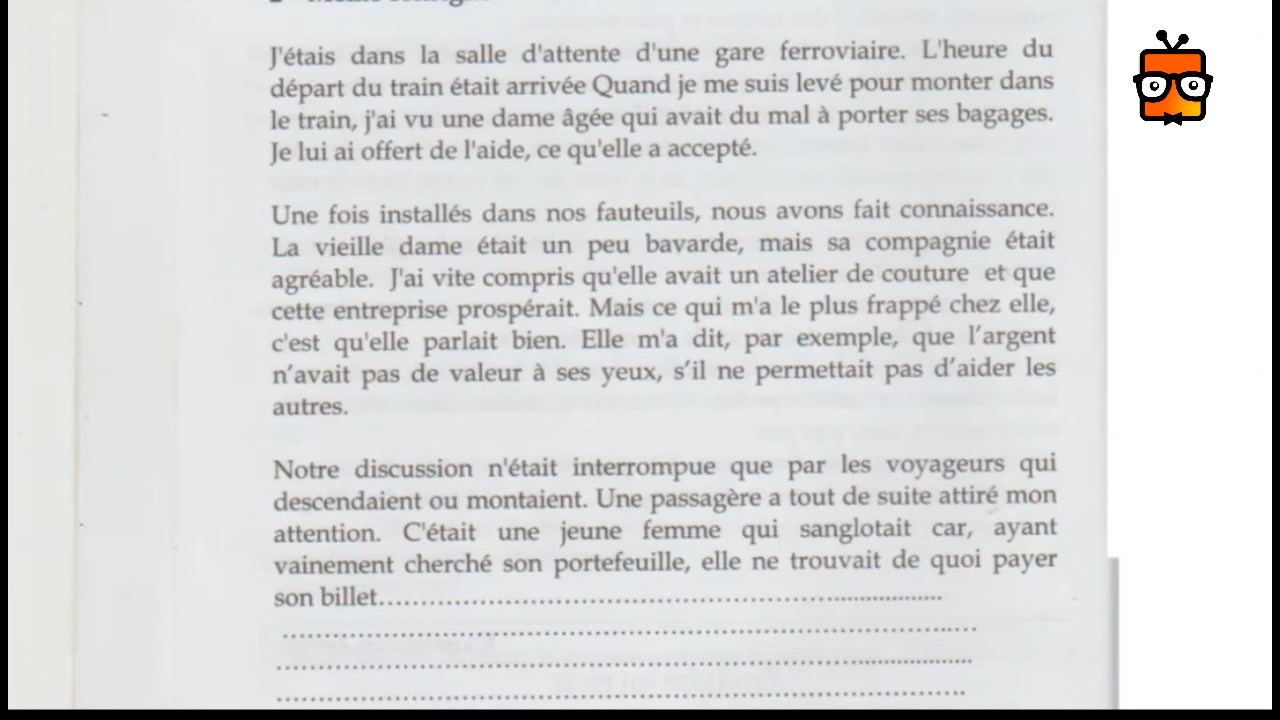 J'étais dans la salle d'attente d'une gare ferroviaire. L'heure du
départ du train était arrivée Quand je me suis levé pour monter dans
le train, j'ai vu une dame âgée qui avait du mal à porter ses bagages.
Je lui ai offert de l'aide, ce qu'elle a accepté.
Une fois installés dans nos fauteuils, nous avons fait connaissance.
La vieille dame était un peu bavarde, mais sa compagnie était
agréable. J'ai vite compris qu'elle avait un atelier de couture et que
cette entreprise prospérait. Mais ce qui m'a le plus frappé chez elle,
c'est qu'elle parlait bien. Elle m'a dit, par exemple, que l’argent
n’avait pas de valeur à ses yeux, s’il ne permettait pas d’aider les
autres.
Notre discussion n'était interrompue que par les voyageurs qui
descendaient ou montaient. Une passagère a tout de suite attiré mon
attention. C'était une jeune femme qui sanglotait car, ayant
vainement cherché son portefeuille, elle ne trouvait de quoi payer
son billet...............................................................................